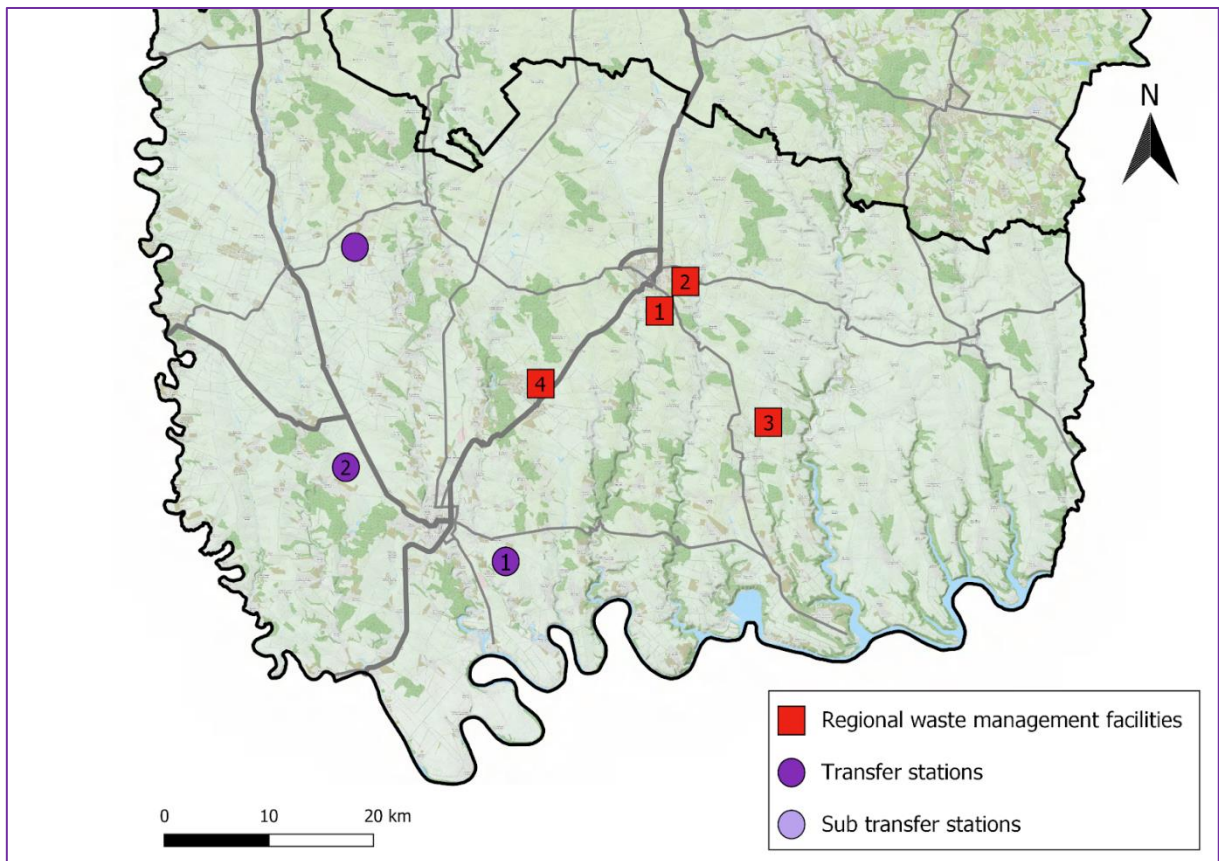 N
2
1
4
3
2
1
Regional waste management facilities
Transfer stations
Sub transfer stations
0 10 20 km